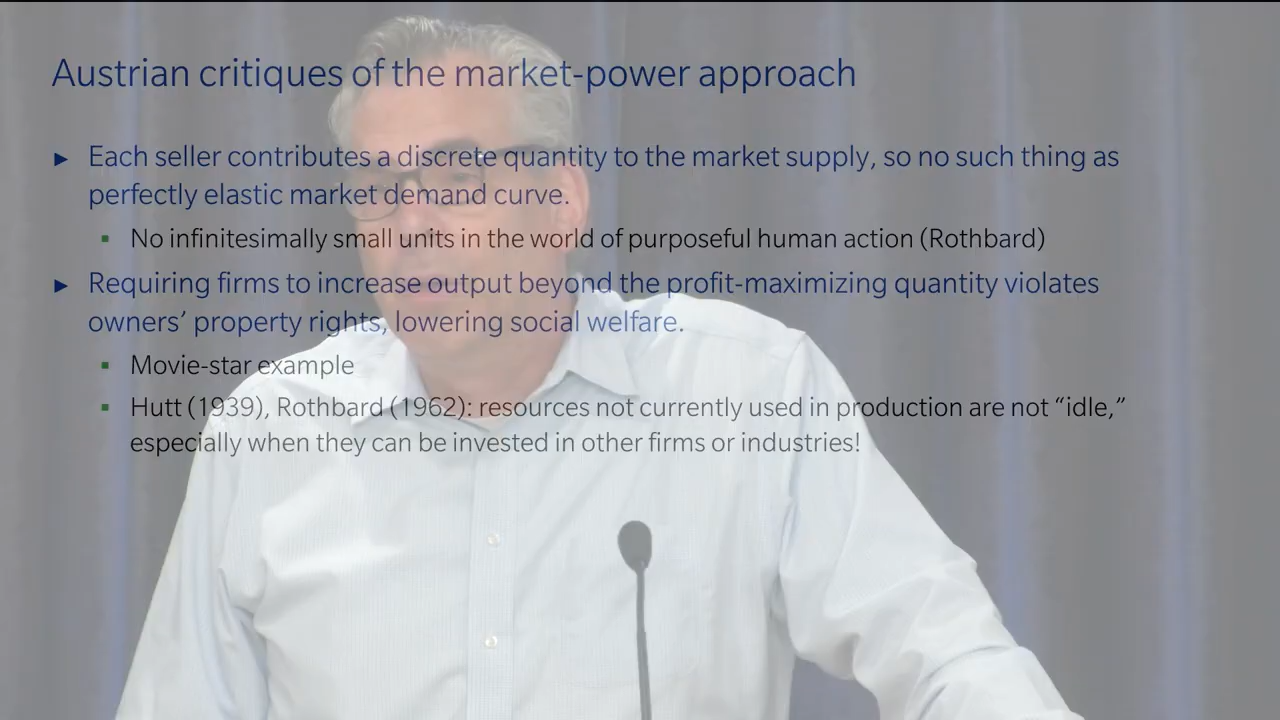 Austrian critiques of the market-power approach
► Each seller contributes a discrete quantity to the market supply, so no such thing as
perfectly elastic market demand curve.
▪ No infinitesimally small units in the world of purposeful human action (Rothbard)
► Requiring firms to increase output beyond the profit-maximizing quantity violates
owners’ property rights, lowering social welfare.
▪ Movie-star example
▪ Hutt (1939), Rothbard (1962): resources not currently used in production are not “idle,”
especially when they can be invested in other firms or industries!